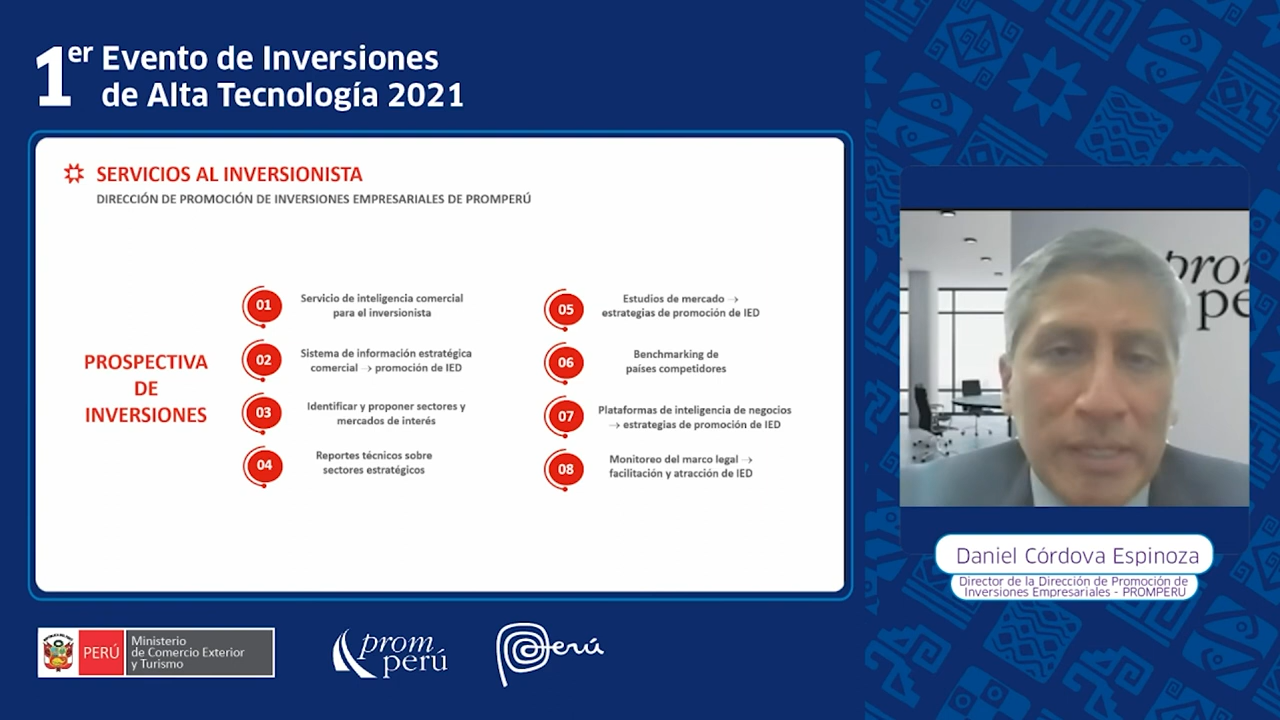 1er Evento de Inversiones
de Alta Tecnología 2021
SERVICIOS AL INVERSIONISTA
DIRECCIÓN DE PROMOCIÓN DE INVERSIONES EMPRESARIALES DE PROMPERÚ
PROSPECTIVA
DE
INVERSIONES
01
Servicio de inteligencia comercial
para el inversionista
02
Sistema de información estratégica
comercial → promoción de IED
03
Identificar y proponer sectores y
mercados de interés
04
Reportes técnicos sobre
sectores estratégicos
05
Estudios de mercado →
estrategias de promoción de IED
06
Benchmarking de
países competidores
07
Plataformas de inteligencia de negocios
→ estrategias de promoción de IED
08
Monitoreo del marco legal →
facilitación y atracción de IED
pro
pe
Daniel Córdova Espinoza
Director de la Dirección de Promoción de
Inversiones Empresariales - PROMPERÚ
PERÚ
Ministerio
de Comercio Exterior
y Turismo
prom
perú
Perú